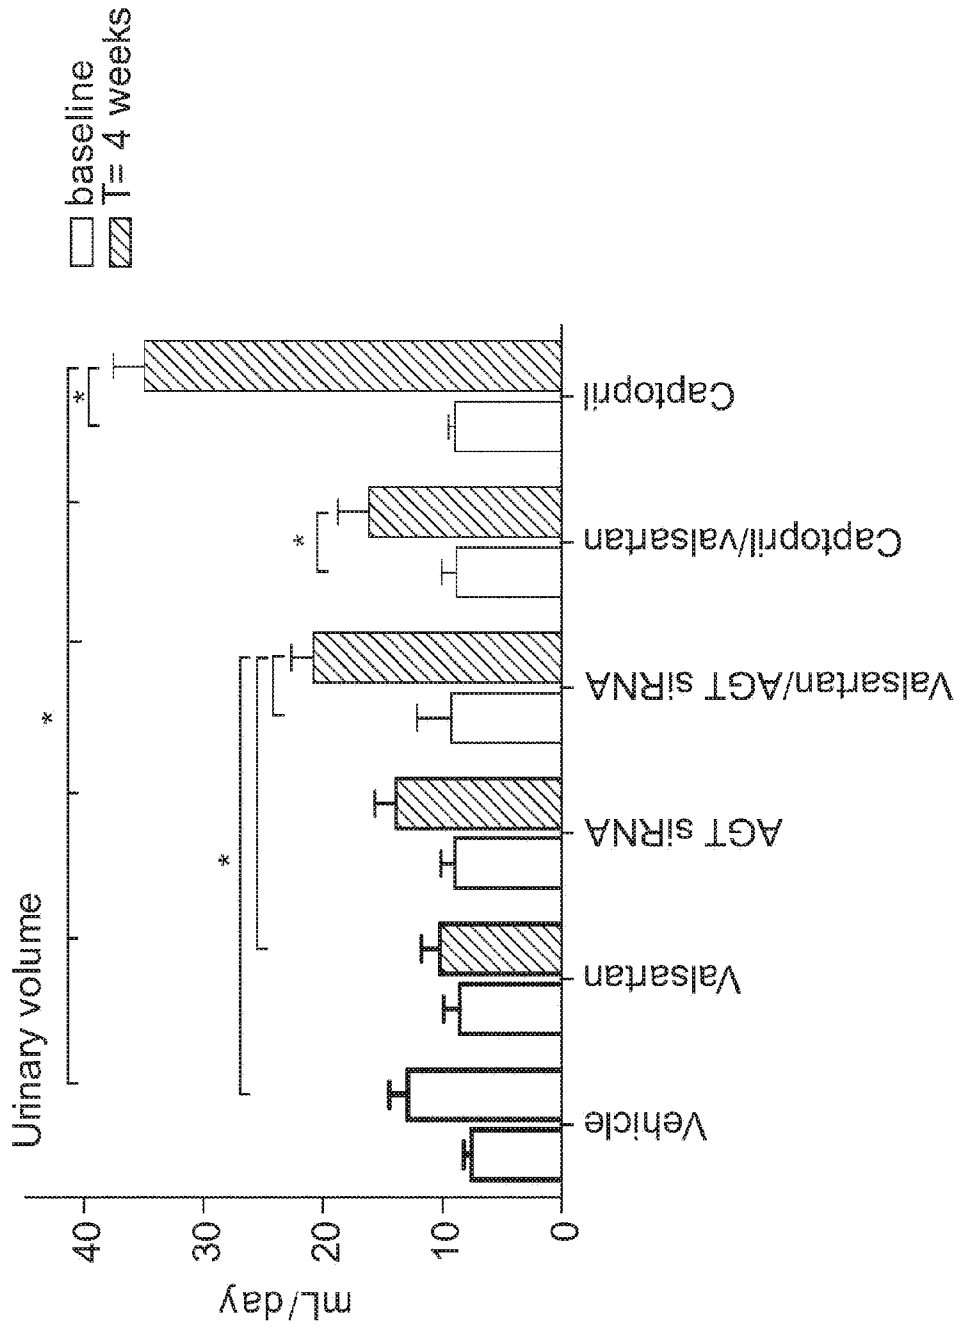 Urinary volume
baseline
T= 4 weeks
mL/day
40
30
20
10
0
*
*
*
*
Vehicle
Valsartan
AGT siRNA
Valsartan/AGT siRNA
Captopril/valsartan
Captopril